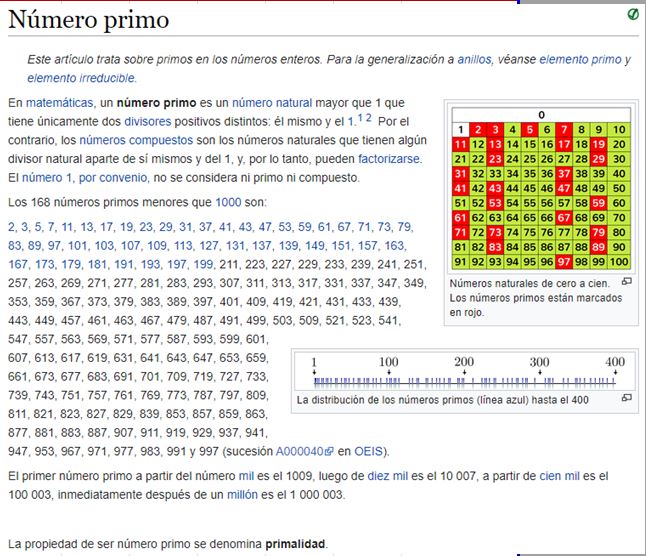 Número primo
Este artículo trata sobre primos en los números enteros. Para la generalización a anillos, véanse elemento primo y
elemento irreducible.
En matemáticas, un número primo es un número natural mayor que 1 que
tiene únicamente dos divisores positivos distintos: él mismo y el 1.1 2 Por el
contrario, los números compuestos son los números naturales que tienen algún
divisor natural aparte de sí mismos y del 1, y, por lo tanto, pueden factorizarse.
El número 1, por convenio, no se considera ni primo ni compuesto.
Los 168 números primos menores que 1000 son:
2, 3, 5, 7, 11, 13, 17, 19, 23, 29, 31, 37, 41, 43, 47, 53, 59, 61, 67, 71, 73, 79,
83, 89, 97, 101, 103, 107, 109, 113, 127, 131, 137, 139, 149, 151, 157, 163,
167, 173, 179, 181, 191, 193, 197, 199, 211, 223, 227, 229, 233, 239, 241, 251,
257, 263, 269, 271, 277, 281, 283, 293, 307, 311, 313, 317, 331, 337, 347, 349,
353, 359, 367, 373, 379, 383, 389, 397, 401, 409, 419, 421, 431, 433, 439,
443, 449, 457, 461, 463, 467, 479, 487, 491, 499, 503, 509, 521, 523, 541,
547, 557, 563, 569, 571, 577, 587, 593, 599, 601,
607, 613, 617, 619, 631, 641, 643, 647, 653, 659,
661, 673, 677, 683, 691, 701, 709, 719, 727, 733,
739, 743, 751, 757, 761, 769, 773, 787, 797, 809,
811, 821, 823, 827, 829, 839, 853, 857, 859, 863,
877, 881, 883, 887, 907, 911, 919, 929, 937, 941,
947, 953, 967, 971, 977, 983, 991 y 997 (sucesión A000040 en OEIS).
0
1 2 3 4 5 6 7 8 9 10
11 12 13 14 15 16 17 18 19 20
21 22 23 24 25 26 27 28 29 30
31 32 33 34 35 36 37 38 39 40
41 42 43 44 45 46 47 48 49 50
51 52 53 54 55 56 57 58 59 60
61 62 63 64 65 66 67 68 69 70
71 72 73 74 75 76 77 78 79 80
81 82 83 84 85 86 87 88 89 90
91 92 93 94 95 96 97 98 99 100
Números naturales de cero a cien.
Los números primos están marcados
en rojo.
1 100 200 300 400
La distribución de los números primos (línea azul) hasta el 400
El primer número primo a partir del número mil es el 1009, luego de diez mil es el 10 007, a partir de cien mil es el
100 003, inmediatamente después de un millón es el 1 000 003.
La propiedad de ser número primo se denomina primalidad.